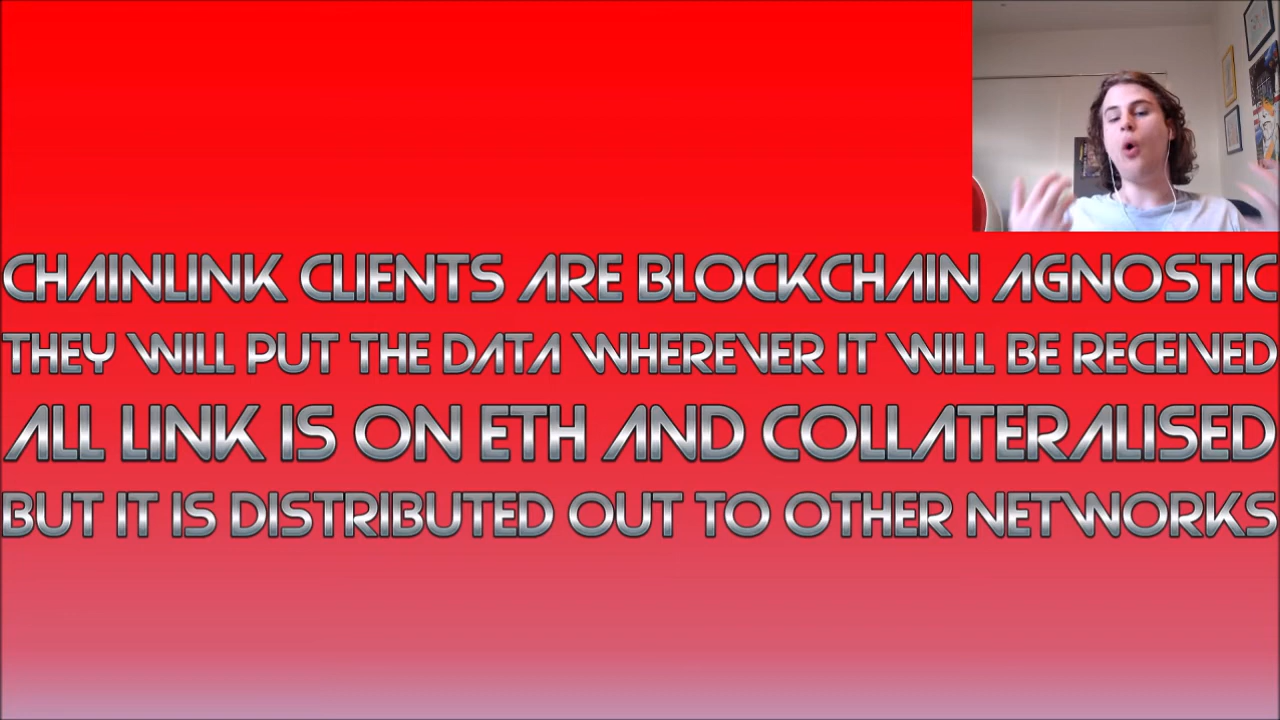 CHAINLINK CLIENTS ARE BLOCKCHAIN AGNOSTIC
THEY WILL PUT THE DATA WHEREVER IT WILL BE RECEIVED
ALL LINK IS ON ETH AND COLLATERALISED
BUT IT IS DISTRIBUTED OUT TO OTHER NETWORKS